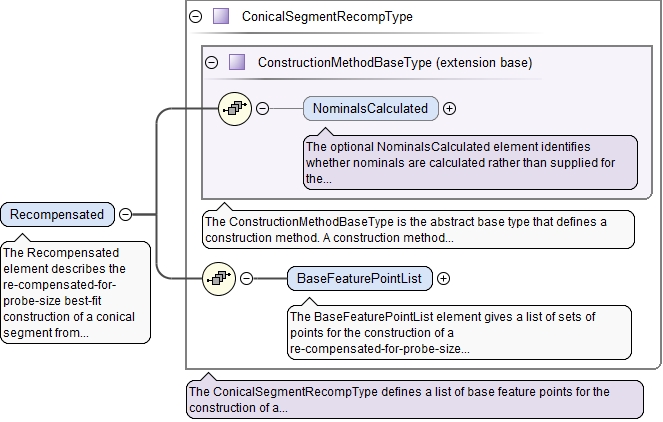 ConicalSegmentRecompType
ConstructionMethodBaseType (extension base)
NominalsCalculated
The optional NominalsCalculated element identifies
whether nominals are calculated rather than supplied for
the...
Recompensated
The Recompensated
element describes the
re-compensated-for-
probe-size best-fit
construction of a conical
segment from...
The ConstructionMethodBaseType is the abstract base type that defines a
construction method. A construction method...
BaseFeaturePointList
The BaseFeaturePointList element gives a list of sets of
points for the construction of a
re-compensated-for-probe-size...
The ConicalSegmentRecompType defines a list of base feature points for the
construction of a...